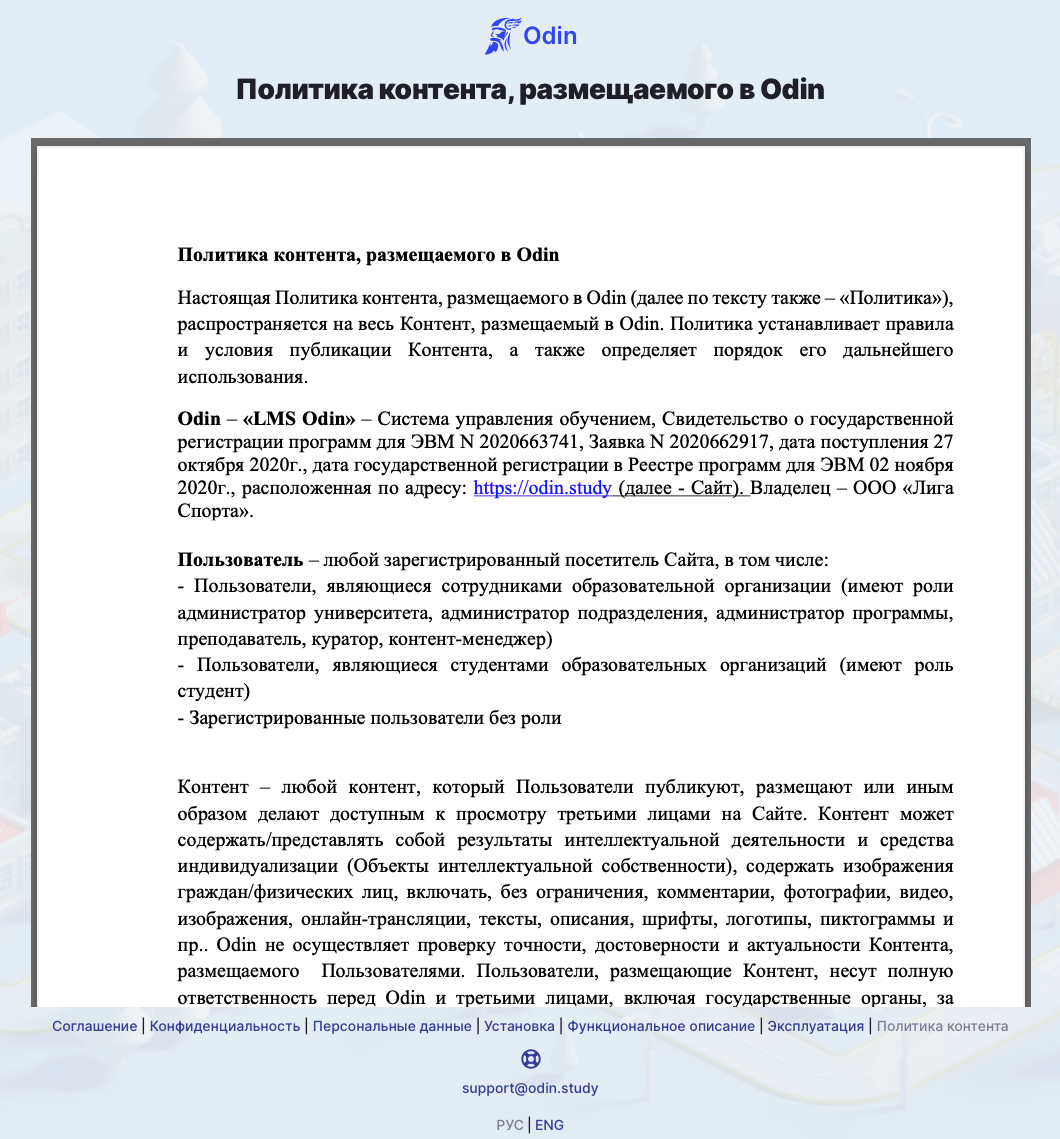 Odin
Политика контента, размещаемого в Odin
Политика контента, размещаемого в Odin
Настоящая Политика контента, размещаемого в Odin (далее по тексту также – «Политика»),
распространяется на весь Контент, размещаемый в Odin. Политика устанавливает правила
и условия публикации Контента, а также определяет порядок его дальнейшего
использования.
Odin – «LMS Odin» – Система управления обучением, Свидетельство о государственной
регистрации программ для ЭВМ N 2020663741, Заявка N 2020662917, дата поступления 27
октября 2020г., дата государственной регистрации в Реестре программ для ЭВМ 02 ноября
2020г., расположенная по адресу: https://odin.study (далее - Сайт). Владелец – ООО «Лига
Спорта».
Пользователь – любой зарегистрированный посетитель Сайта, в том числе:
- Пользователи, являющиеся сотрудниками образовательной организации (имеют роли
администратор университета, администратор подразделения, администратор программы,
преподаватель, куратор, контент-менеджер)
- Пользователи, являющиеся студентами образовательных организаций (имеют роль
студент)
- Зарегистрированные пользователи без роли
Контент – любой контент, который Пользователи публикуют, размещают или иным
образом делают доступным к просмотру третьими лицами на Сайте. Контент может
содержать/представлять собой результаты интеллектуальной деятельности и средства
индивидуализации (Объекты интеллектуальной собственности), содержать изображения
граждан/физических лиц, включать, без ограничения, комментарии, фотографии, видео,
изображения, онлайн-трансляции, тексты, описания, шрифты, логотипы, пиктограммы и
пр.. Odin не осуществляет проверку точности, достоверности и актуальности Контента,
размещаемого Пользователями. Пользователи, размещающие Контент, несут полную
ответственность перед Odin и третьими лицами, включая государственные органы, за
Соглашение | Конфиденциальность | Персональные данные | Установка | Функциональное описание | Эксплуатация | Политика контента
support@odin.study
РУС | ENG